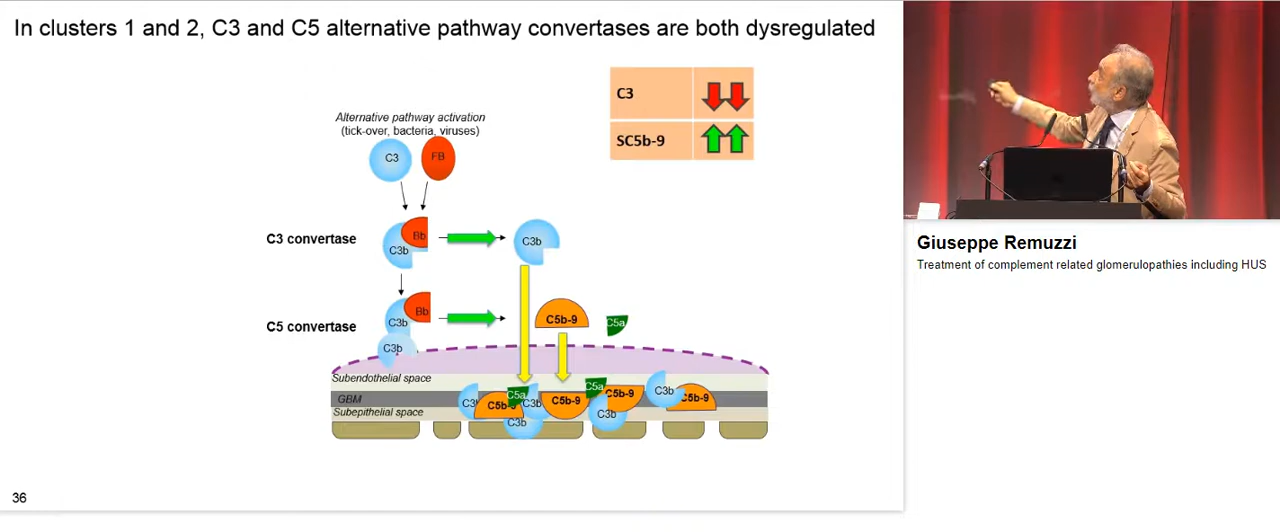 In clusters 1 and 2, C3 and C5 alternative pathway convertases are both dysregulated
C3
SC5b-9
Alternative pathway activation
(tick-over, bacteria, viruses)
C3
FB
C3 convertase
Bb
C3b
C3b
C5 convertase
Bb
C3b
C3b
C5b-9
C5a
Subendothelial space
GBM
Subepithelial space
C3b
C5b-9
C5a
C3b
C3b
C5b-9
C5a
C5b-9
C3b
C3b
C5b-9
36
Giuseppe Remuzzi
Treatment of complement related glomerulopathies including HUS